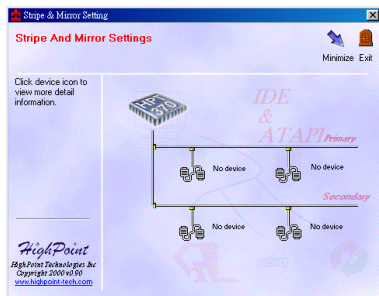 Stripe & Mirror Setting
Stripe And Mirror Settings
Minimize Exit
Click device icon to
view more detail
information.
HPT
370
IDE
&
ATAPI
Primary
No device No device
Secondary
No device No device
HighPoint
HighPoint Technologies Inc
Copyright 2000 v0.90
www.highpoint-tech.com